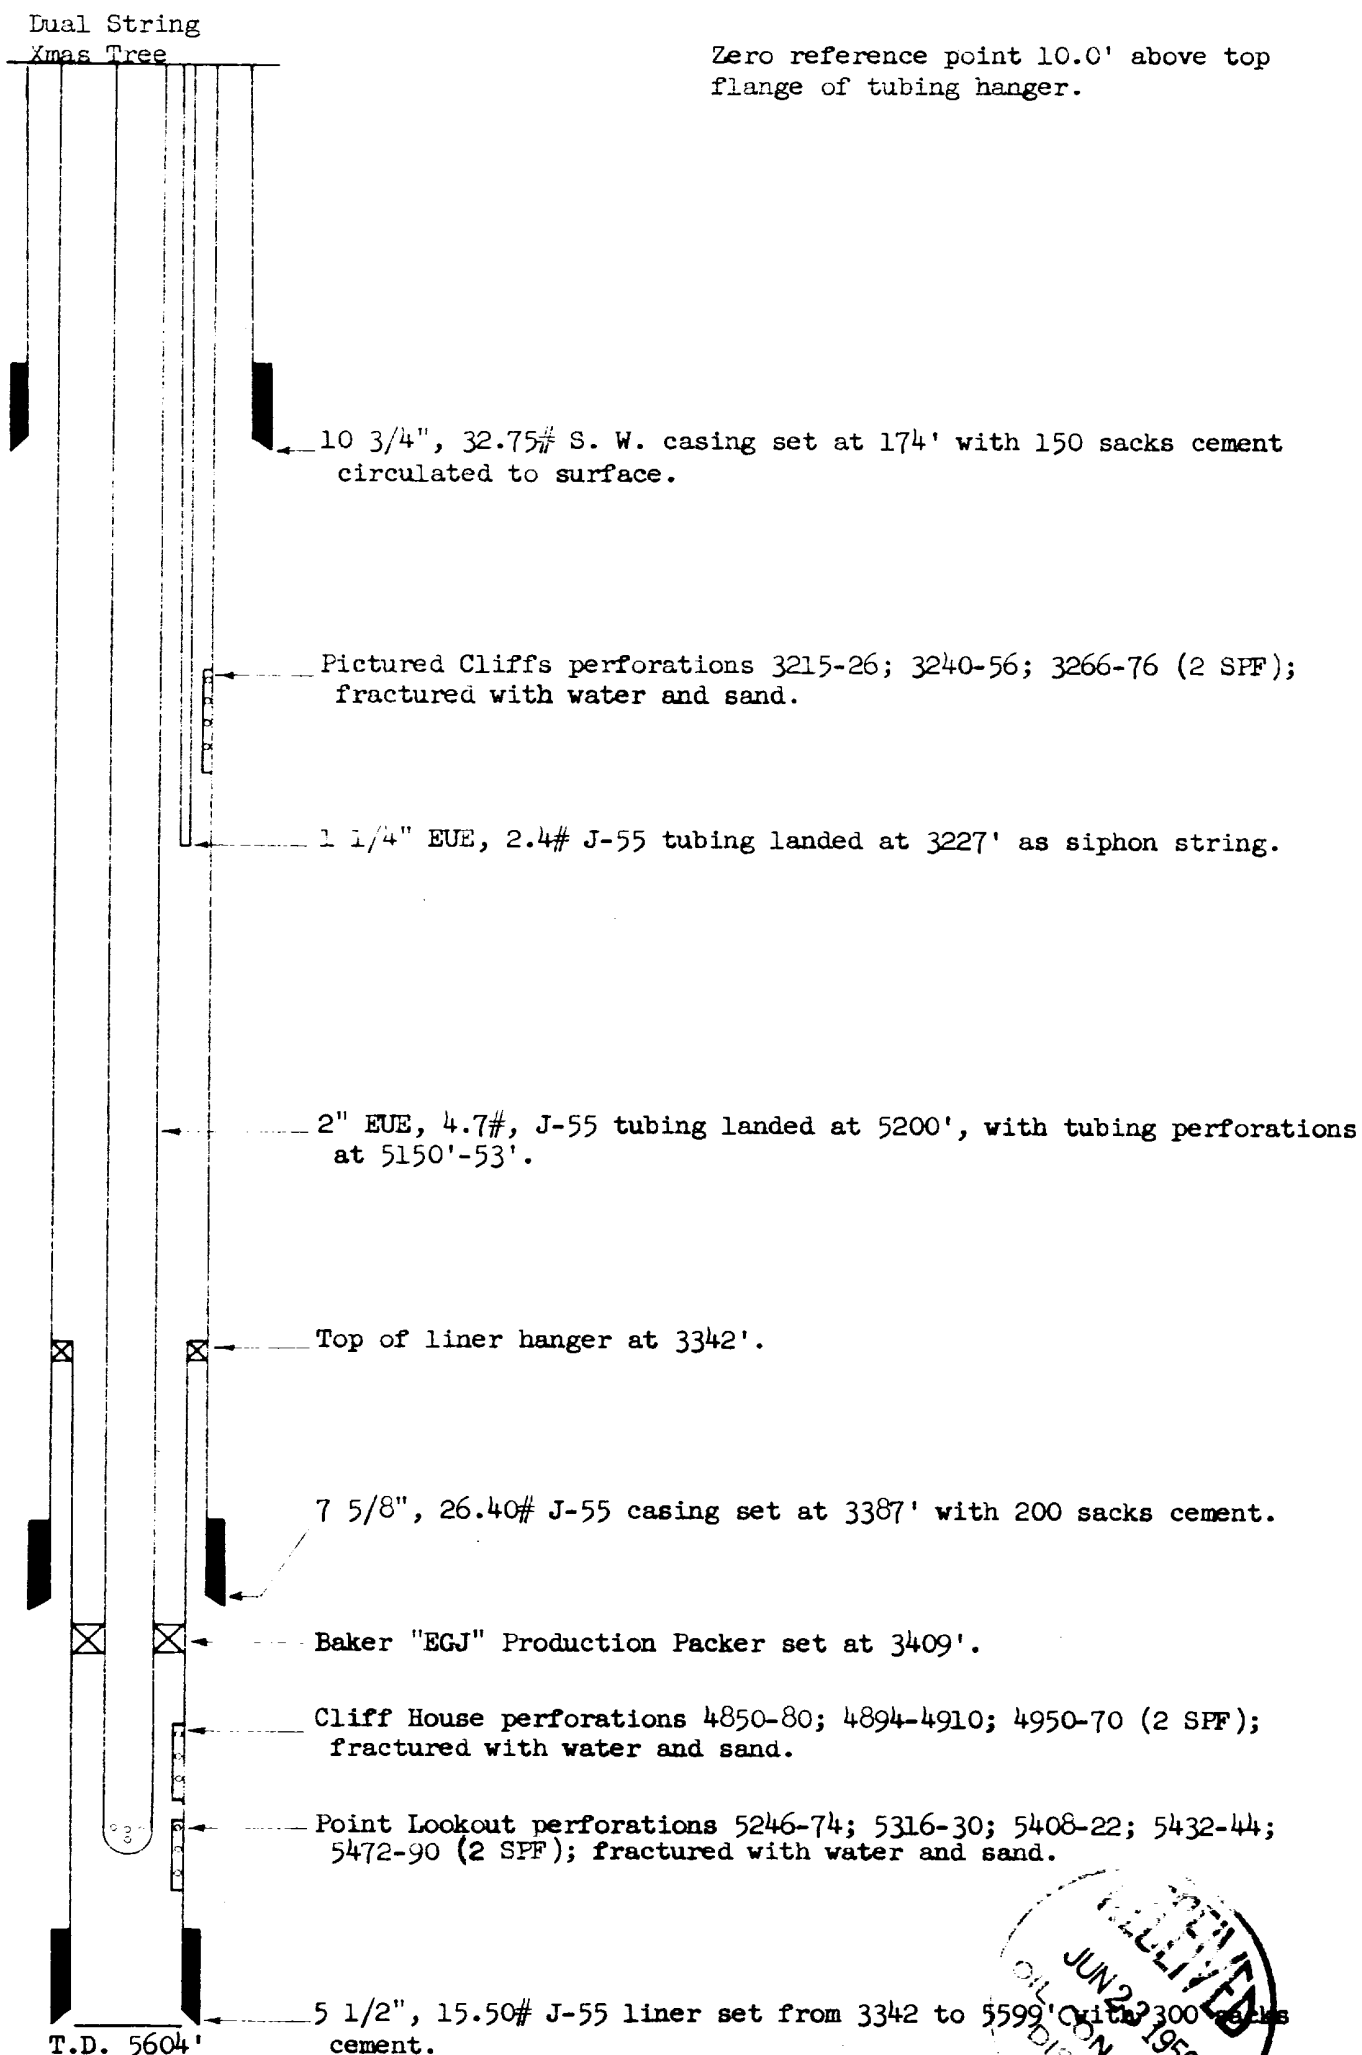 Dual String
Xmas Tree
Zero reference point 10.0' above top
flange of tubing hanger.
10 3/4", 32.75# S. W. casing set at 174' with 150 sacks cement
circulated to surface.
Pictured Cliffs perforations 3215-26; 3240-56; 3266-76 (2 SPF);
fractured with water and sand.
1 1/4" EUE, 2.4# J-55 tubing landed at 3227' as siphon string.
2" EUE, 4.7#, J-55 tubing landed at 5200', with tubing perforations
at 5150'-53'.
Top of liner hanger at 3342'.
7 5/8", 26.40# J-55 casing set at 3387' with 200 sacks cement.
Baker "EGJ" Production Packer set at 3409'.
Cliff House perforations 4850-80; 4894-4910; 4950-70 (2 SPF);
fractured with water and sand.
Point Lookout perforations 5246-74; 5316-30; 5408-22; 5432-44;
5472-90 (2 SPF); fractured with water and sand.
RECEIVED
JUN 23
OIL CON
5 1/2", 15.50# J-55 liner set from 3342 to 5599' with 300 sacks
cement.
T.D. 5604'